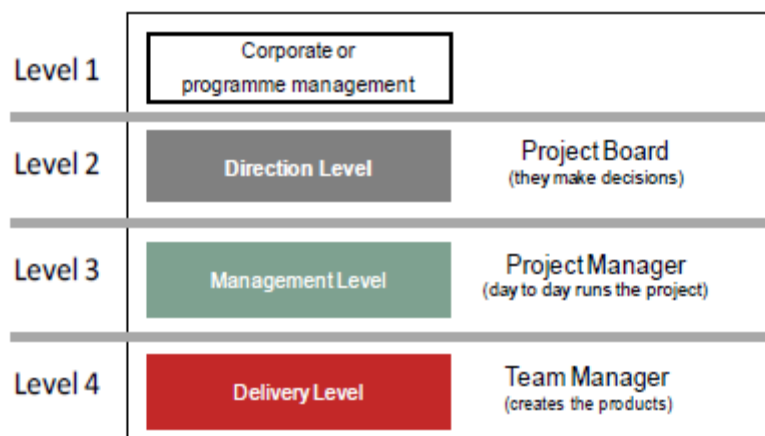 Level 1
Corporate or
programme management
Level 2
Direction Level
Project Board
(they make decisions)
Level 3
Management Level
Project Manager
(day to day runs the project)
Level 4
Delivery Level
Team Manager
(creates the products)